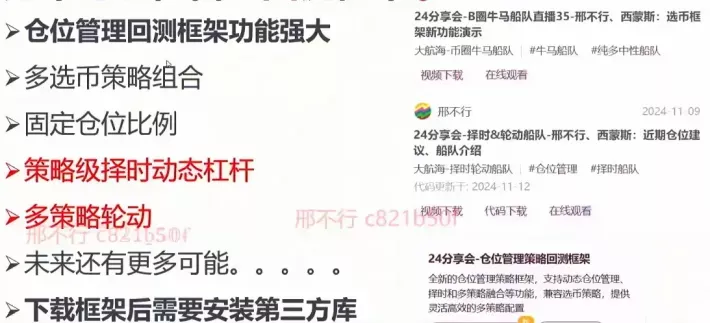 仓位管理回测框架功能强大
多选币策略组合
固定仓位比例
策略级择时动态杠杆
多策略轮动
未来还有更多可能。。。。。
下载框架后需要安装第三方库
邢不行 c821b50f
邢不行 c821b50f
24分享会-B圈牛马船队直播35-邢不行、西蒙斯：选币框
架新功能演示
大航海-币圈牛马船队 #牛马船队 #纯多中性船队
视频下载 在线观看
邢不行 2024-11-09
24分享会-择时&轮动船队-邢不行、西蒙斯：近期仓位建
议、船队介绍
大航海-择时轮动船队 #仓位管理 #择时船队
代码更新于: 2024-11-12
视频下载 代码下载 在线观看
24分享会-仓位管理策略回测框架
全新的仓位管理策略框架，支持动态仓位管理、
择时和多策略融合等功能，兼容选币策略，提供
灵活高效的多策略配置